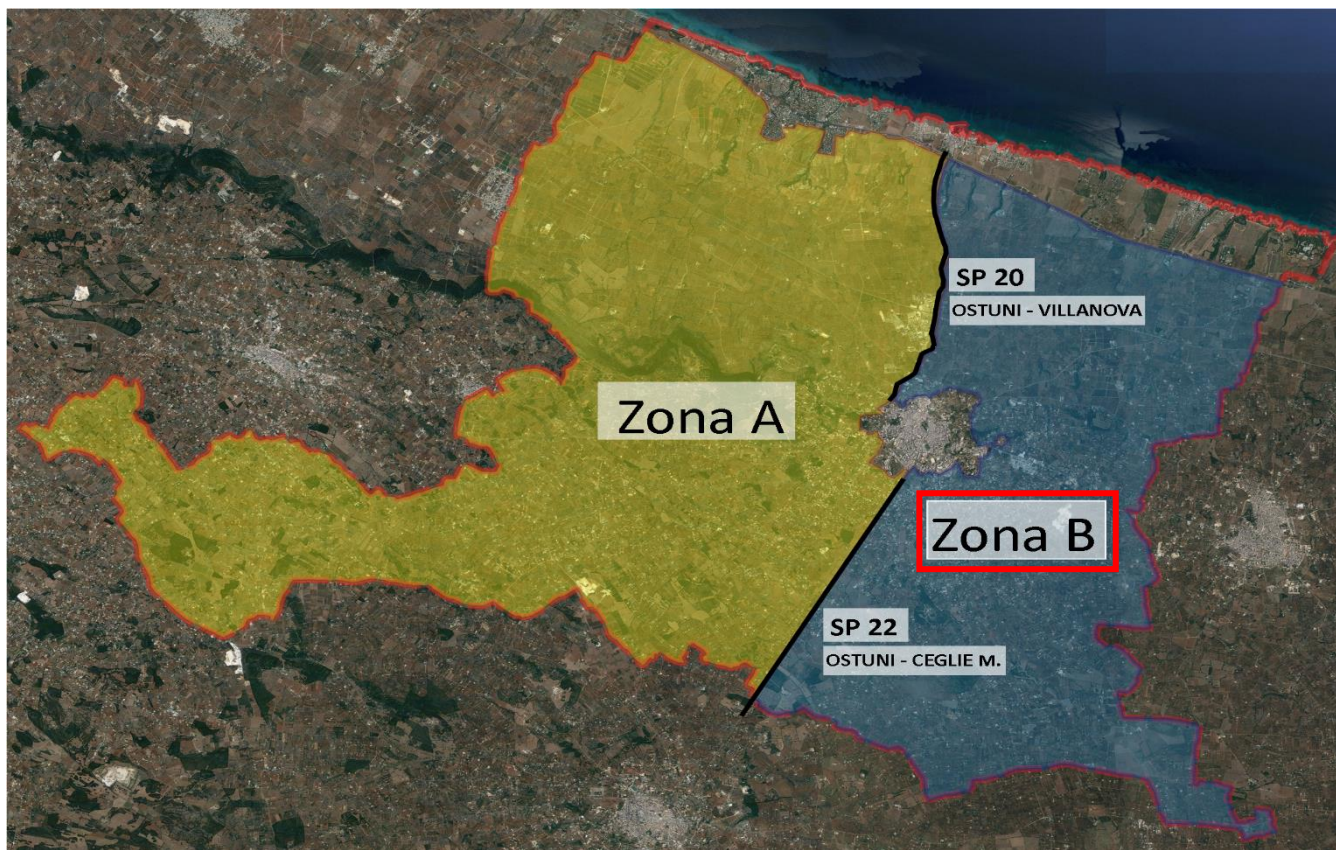 SP 20
OSTUNI - VILLANOVA
Zona A
Zona B
SP 22
OSTUNI - CEGLIE M.